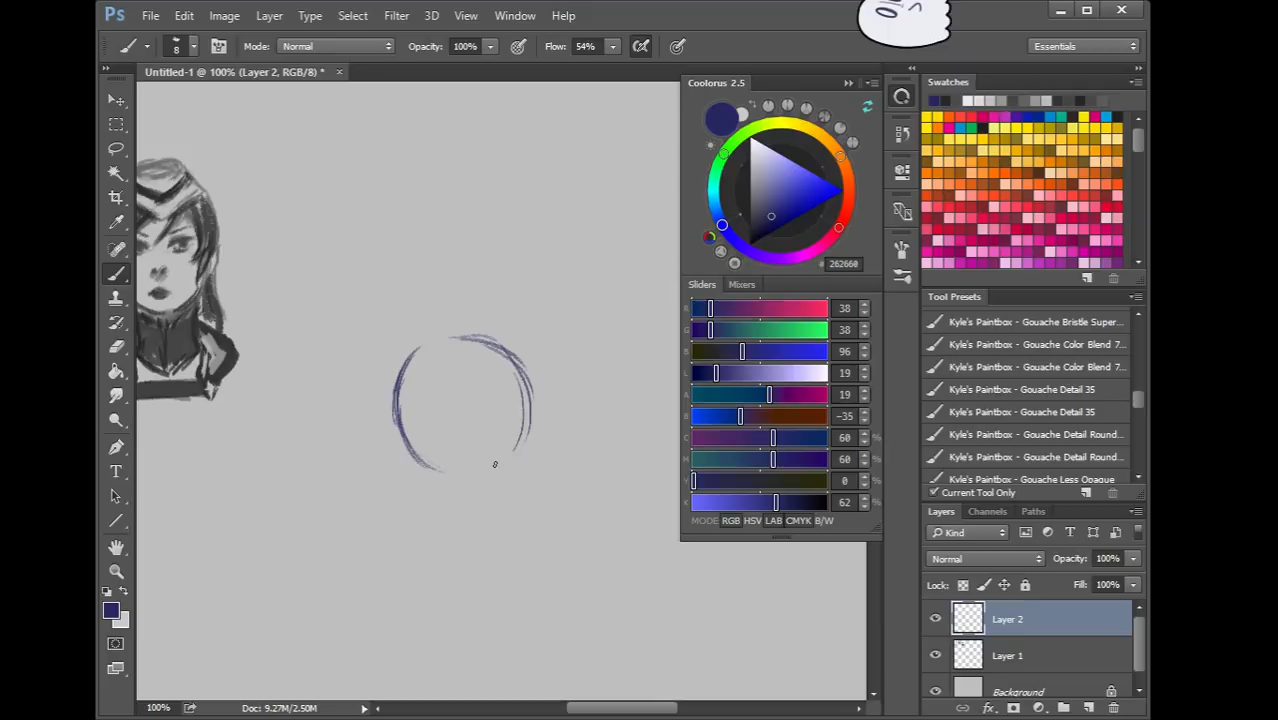 Ps File Edit Image Layer Type Select Filter 3D View Window Help
8 Mode: Normal Opacity: 100% Flow: 54% Essentials
Untitled-1 @ 100% (Layer 2, RGB/8) * ×
Coolorus 2.5
262660
Sliders Mixers
R 38
G 38
B 96
L 19
A 19
B -35
C 60 %
M 60 %
Y 0 %
K 62 %
MODE RGB HSV LAB CMYK B/W
Swatches
Tool Presets
Kyle's Paintbox - Gouache Bristle Super...
Kyle's Paintbox - Gouache Color Blend 7...
Kyle's Paintbox - Gouache Color Blend 7...
Kyle's Paintbox - Gouache Detail 35
Kyle's Paintbox - Gouache Detail 35
Kyle's Paintbox - Gouache Detail Round...
Kyle's Paintbox - Gouache Detail Round...
Kyle's Paintbox - Gouache Less Opaque
Current Tool Only
Layers Channels Paths
Kind
Normal Opacity: 100%
Lock: Fill: 100%
Layer 2
Layer 1
Background
100% Doc: 9.27M/2.50M